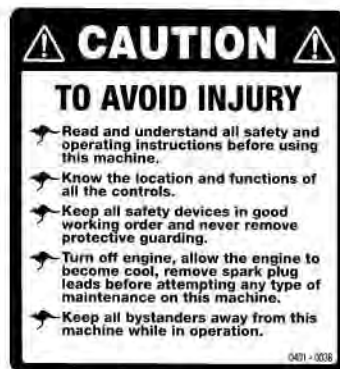 CAUTION
TO AVOID INJURY
Read and understand all safety and
operating instructions before using
this machine.
Know the location and functions of
all the controls.
Keep all safety devices in good
working order and never remove
protective guarding.
Turn off engine, allow the engine to
become cool, remove spark plug
leads before attempting any type of
maintenance on this machine.
Keep all bystanders away from this
machine while in operation.
0401 - 0038